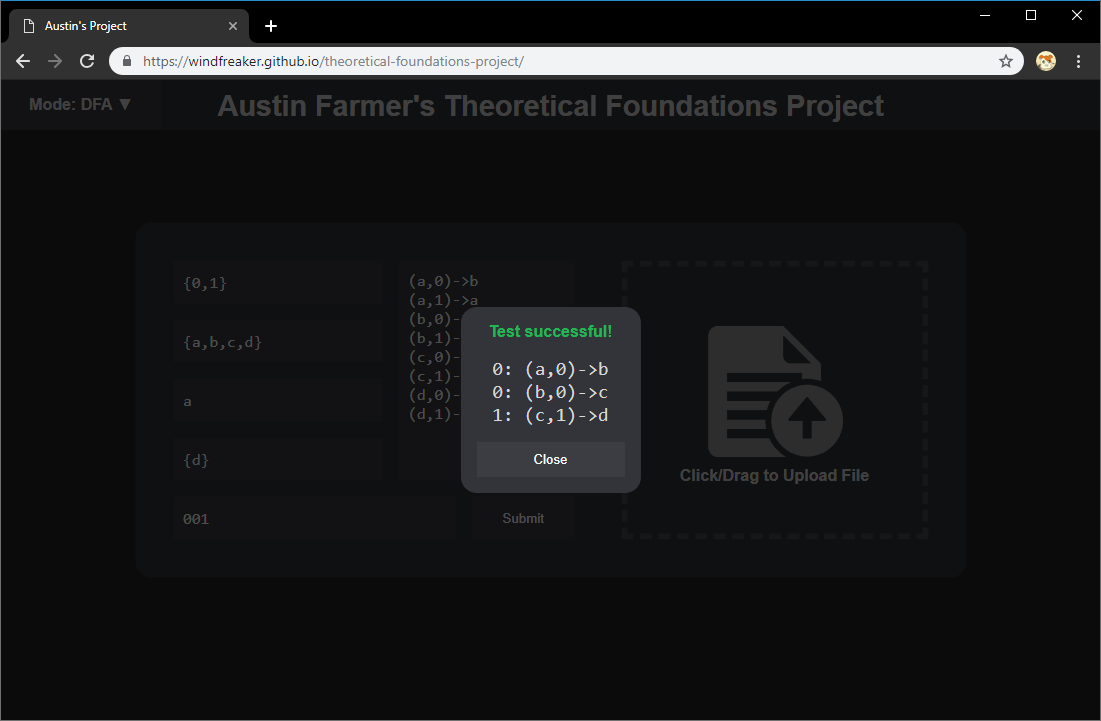 Austin's Project
https://windfreaker.github.io/theoretical-foundations-project/
Mode: DFA ▼
Austin Farmer's Theoretical Foundations Project
{0,1}
{a,b,c,d}
a
{d}
001
(a,0)->b
(a,1)->a
(b,0)-
(b,1)-
(c,0)-
(c,1)-
(d,0)-
(d,1)-
Submit
Test successful!
0: (a,0)->b
0: (b,0)->c
1: (c,1)->d
Close
Click/Drag to Upload File